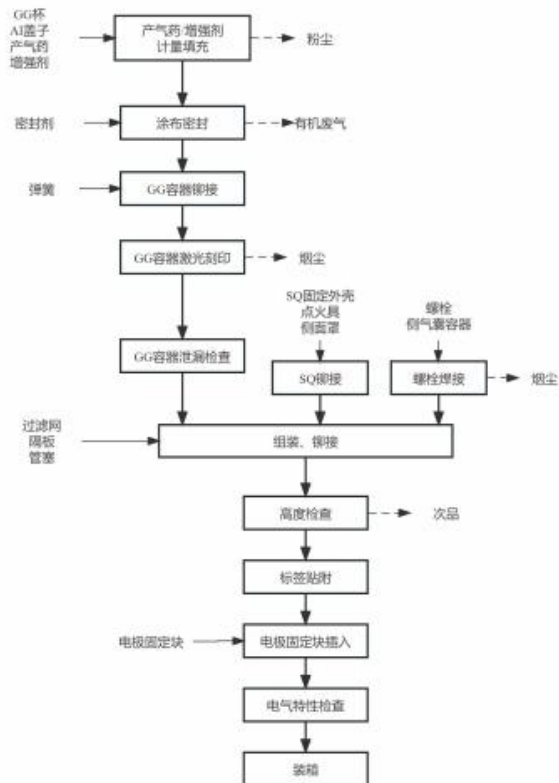 GG杯
AI盖子
产气药
增强剂
产气药/增强剂
计量填充
粉尘
密封剂
涂布密封
有机废气
弹簧
GG容器铆接
GG容器激光刻印
烟尘
SQ固定外壳
点火具
侧面罩
螺栓
侧气囊容器
GG容器泄漏检查
SQ铆接
螺栓焊接
烟尘
过滤网
隔板
管塞
组装、铆接
高度检查
次品
标签贴附
电极固定块
电极固定块插入
电气特性检查
装箱